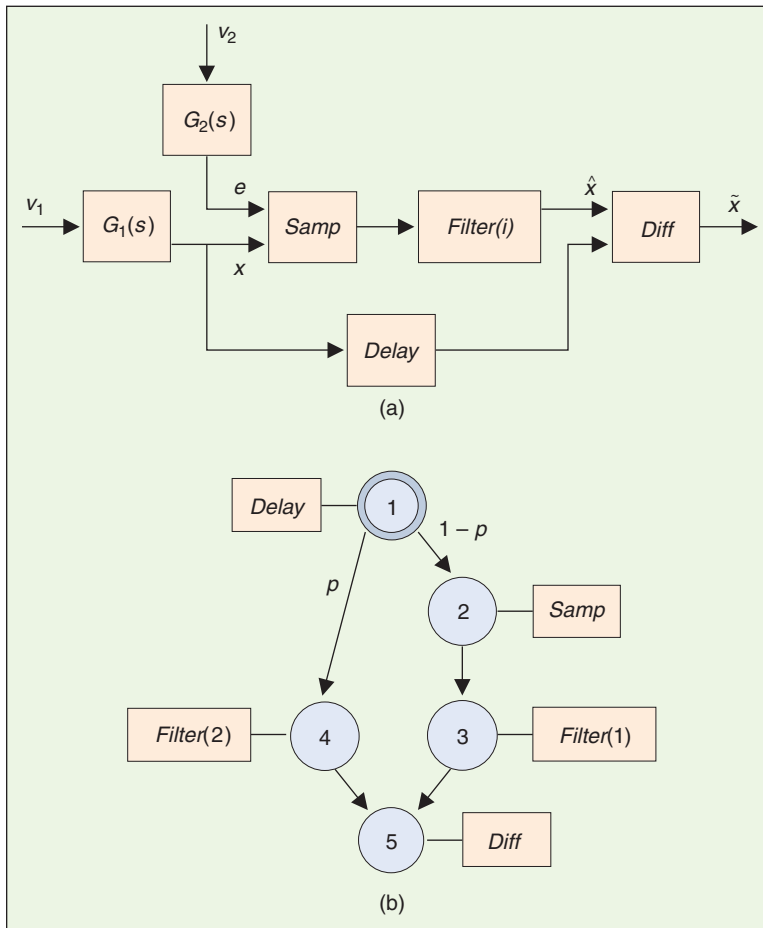 v₂
G₂(s)
e
x̂
x̃
v₁
G₁(s)
Samp
Filter(i)
Diff
x
Delay
(a)
Delay
1
1 – p
p
2
Samp
Filter(2)
4
3
Filter(1)
5
Diff
(b)